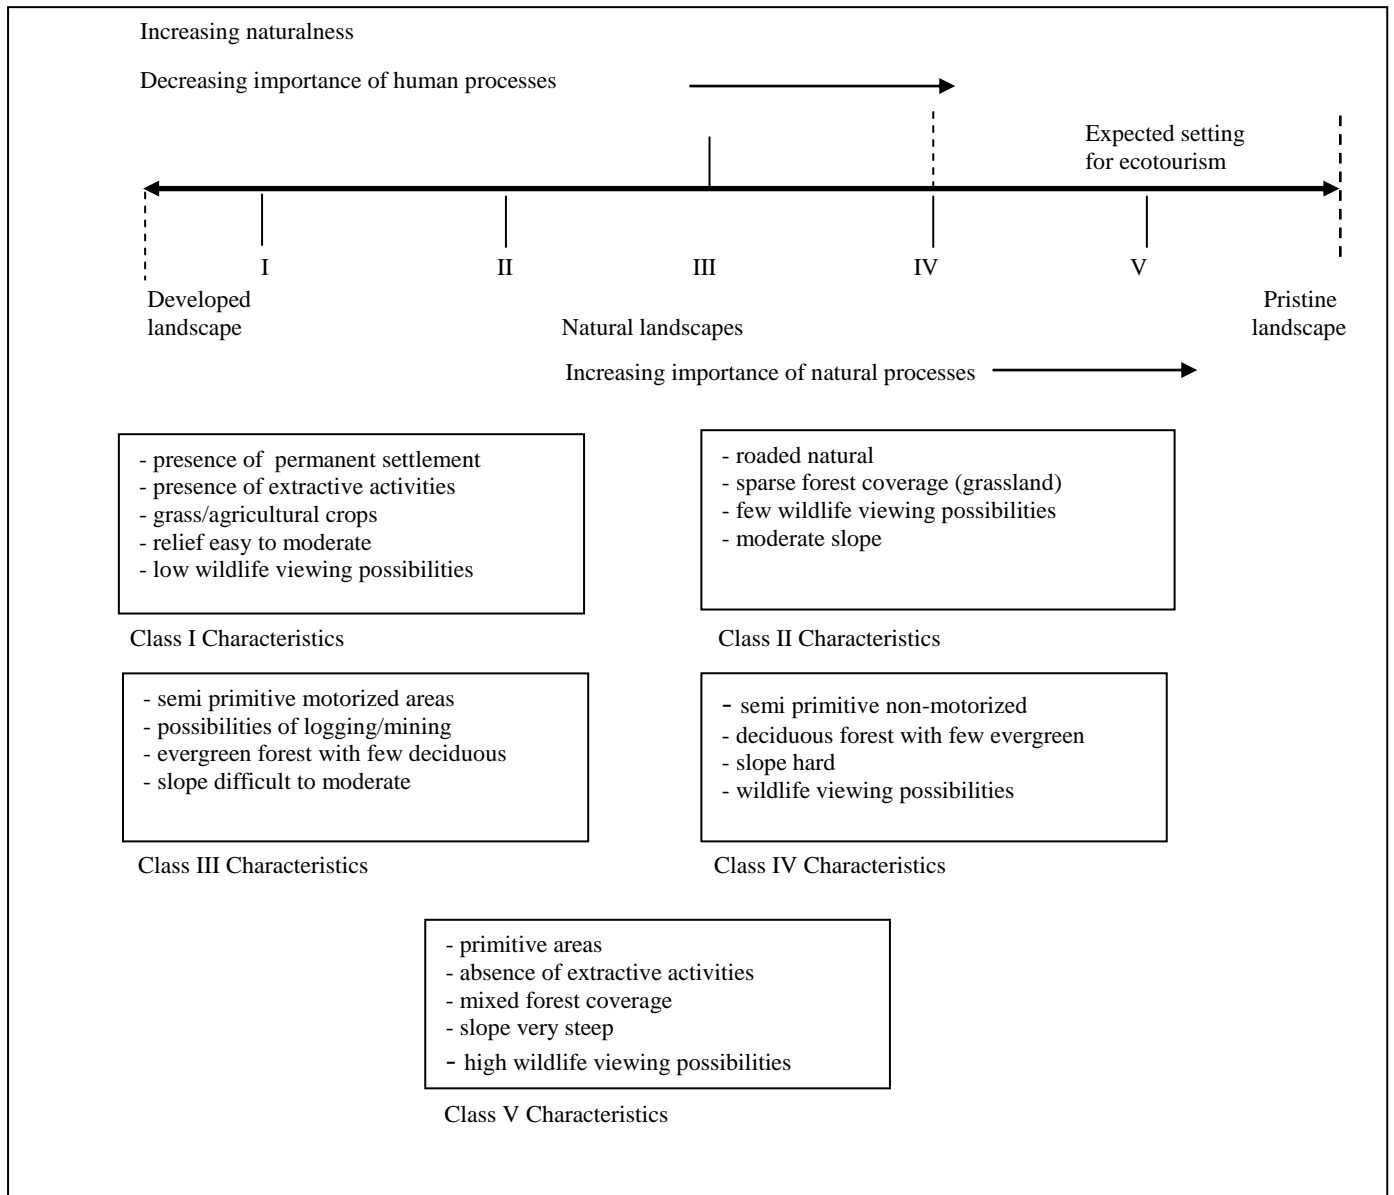 Increasing naturalness
Decreasing importance of human processes
Expected setting
for ecotourism
I
II
III
IV
V
Developed
landscape
Natural landscapes
Pristine
landscape
Increasing importance of natural processes
- presence of  permanent settlement
- presence of extractive activities
- grass/agricultural crops
- relief easy to moderate
- low wildlife viewing possibilities
Class I Characteristics
- roaded natural
- sparse forest coverage (grassland)
- few wildlife viewing possibilities
- moderate slope
Class II Characteristics
- semi primitive motorized areas
- possibilities of logging/mining
- evergreen forest with few deciduous
- slope difficult to moderate
Class III Characteristics
- semi primitive non-motorized
- deciduous forest with few evergreen
- slope hard
- wildlife viewing possibilities
Class IV Characteristics
- primitive areas
- absence of extractive activities
- mixed forest coverage
- slope very steep
- high wildlife viewing possibilities
Class V Characteristics